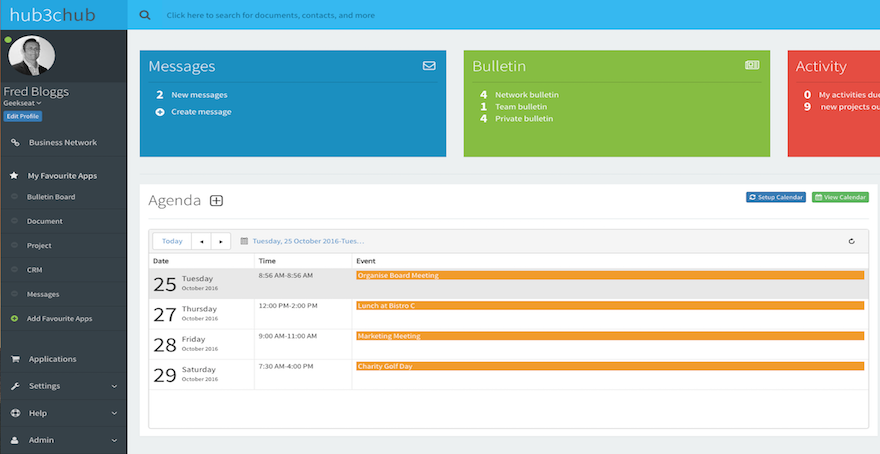 hub3chub
Click here to search for documents, contacts, and more
Fred Bloggs
Geekseat
Edit Profile
Business Network
My Favourite Apps
Bulletin Board
Document
Project
CRM
Messages
Add Favourite Apps
Applications
Settings
Help
Admin
Messages
2 New messages
Create message
Bulletin
4 Network bulletin
1 Team bulletin
4 Private bulletin
Activity
0 My activities due
9 new projects ou
Agenda
Setup Calendar
View Calendar
Today
Tuesday, 25 October 2016-Tues...
Date Time Event
25 Tuesday October 2016 8:56 AM-8:56 AM Organise Board Meeting
27 Thursday October 2016 12:00 PM-2:00 PM Lunch at Bistro C
28 Friday October 2016 9:00 AM-11:00 AM Marketing Meeting
29 Saturday October 2016 7:30 AM-4:00 PM Charity Golf Day